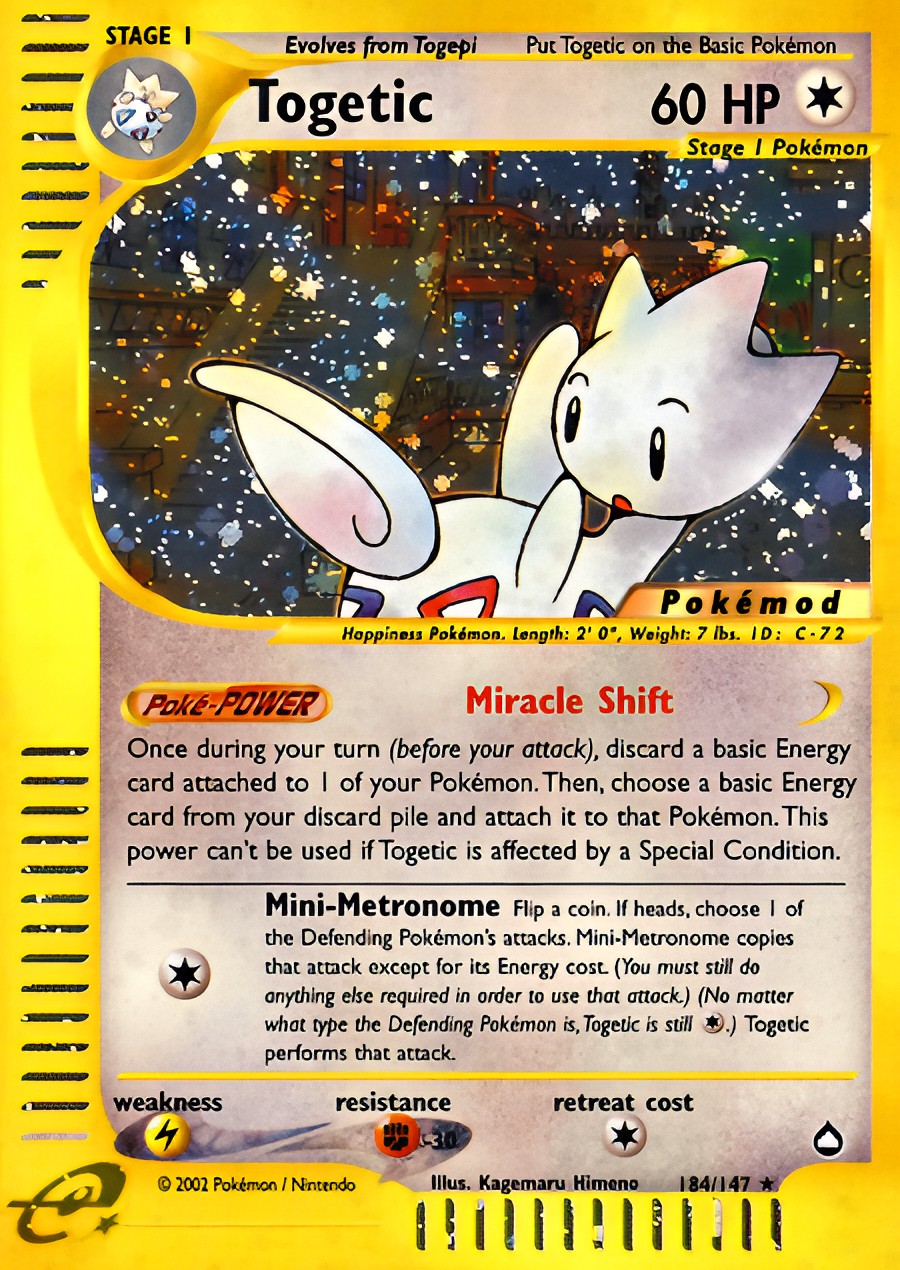 STAGE 1
Evolves from Togepi
Put Togetic on the Basic Pokémon
Togetic
60 HP
Stage 1 Pokémon
Pokémod
Happiness Pokémon. Length: 2' 0", Weight: 7 lbs. ID: C-72
Poké-POWER
Miracle Shift
Once during your turn (before your attack), discard a basic Energy
card attached to 1 of your Pokémon. Then, choose a basic Energy
card from your discard pile and attach it to that Pokémon. This
power can't be used if Togetic is affected by a Special Condition.
Mini-Metronome Flip a coin. If heads, choose 1 of
the Defending Pokémon's attacks. Mini-Metronome copies
that attack except for its Energy cost. (You must still do
anything else required in order to use that attack.) (No matter
what type the Defending Pokémon is, Togetic is still .) Togetic
performs that attack.
weakness
resistance
retreat cost
-30
© 2002 Pokémon / Nintendo
Illus. Kagemaru Himeno
184/147